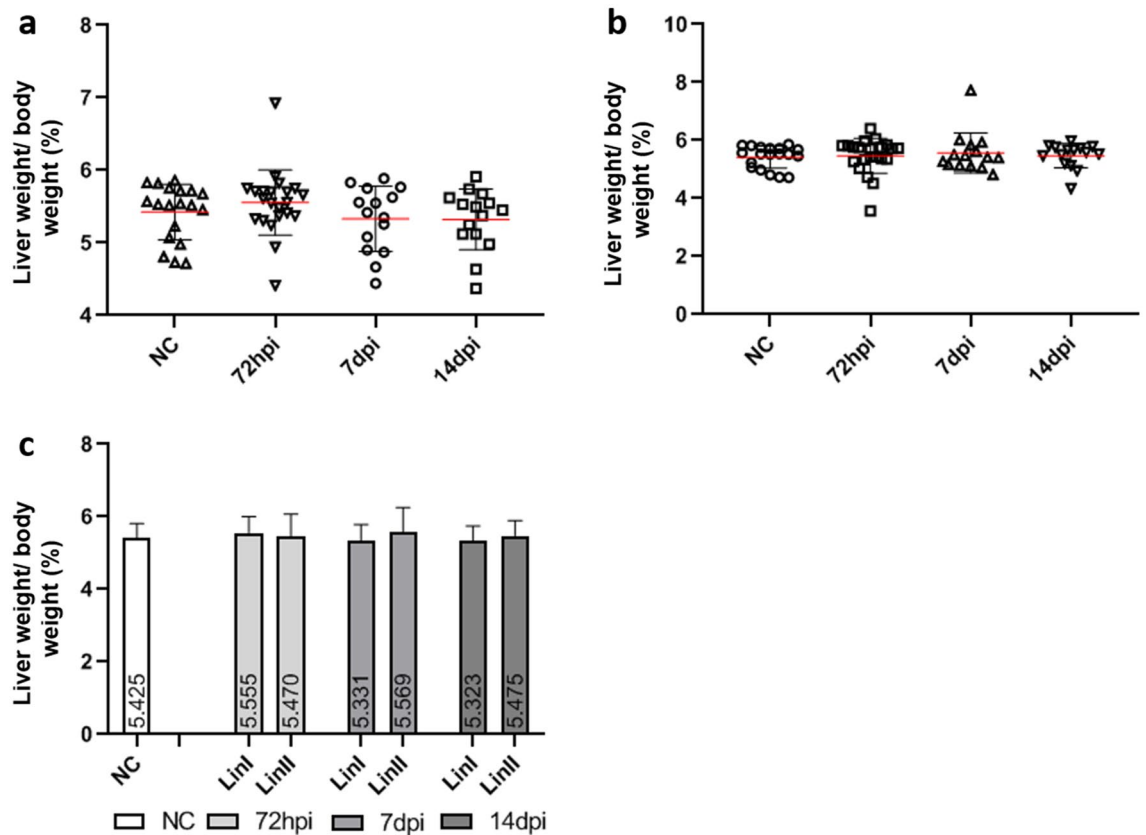 a
8
7
6
5
4
Liver weight/ body
weight (%)
NC
72hpi
7dpi
14dpi
b
10
8
6
4
2
0
Liver weight/ body
weight (%)
NC
72hpi
7dpi
14dpi
c
8
6
4
2
0
Liver weight/ body
weight (%)
5.425
5.555
5.470
5.331
5.569
5.323
5.475
NC
LinI
LinII
LinI
LinII
LinI
LinII
NC 72hpi 7dpi 14dpi